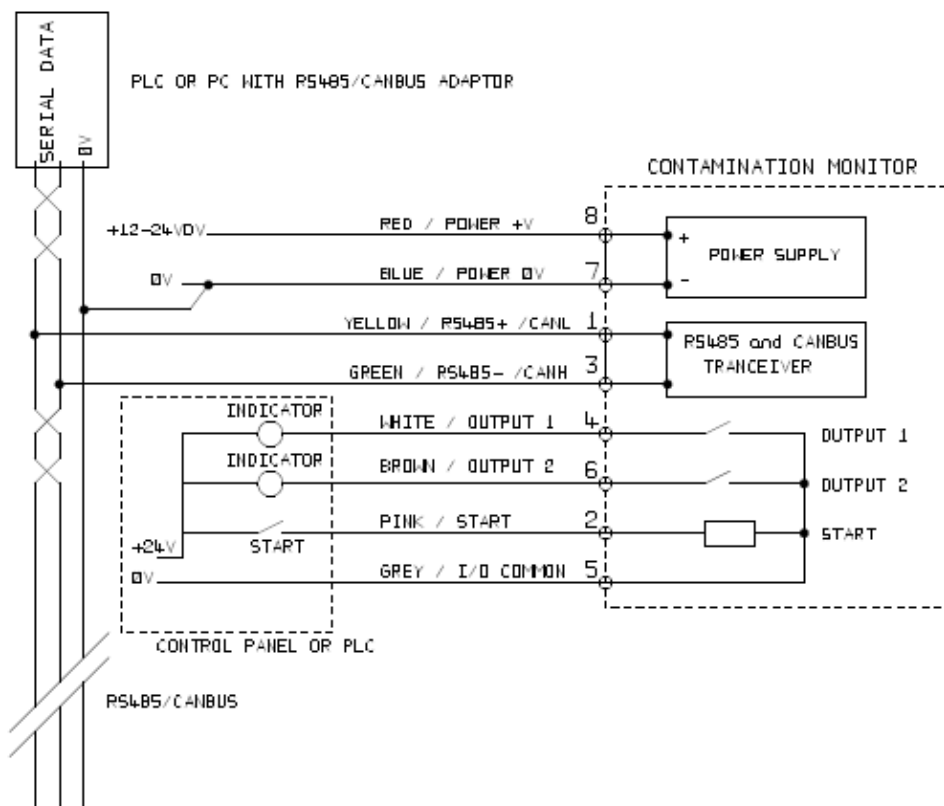 SERIAL DATA
0V
PLC OR PC WITH RS485/CANBUS ADAPTOR
CONTAMINATION MONITOR
+12-24VDV
RED / POWER +V
8
+
POWER SUPPLY
0V
BLUE / POWER 0V
7
-
YELLOW / RS485+ /CANL
1
RS485 and CANBUS
TRANCEIVER
GREEN / RS485- /CANH
3
INDICATOR
WHITE / OUTPUT 1
4
OUTPUT 1
INDICATOR
BROWN / OUTPUT 2
6
OUTPUT 2
PINK / START
2
START
START
+24V
0V
GREY / I/O COMMON
5
CONTROL PANEL OR PLC
RS485/CANBUS